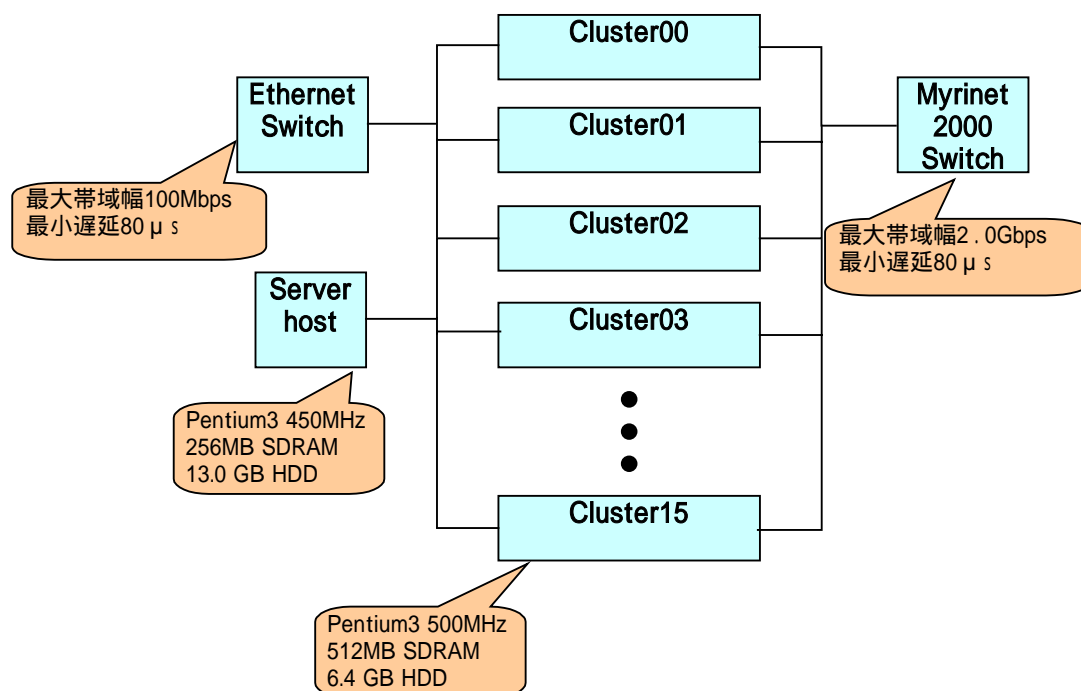 Cluster00
Ethernet
Switch
Cluster01
Myrinet
2000
Switch
最大帯域幅100Mbps
最小遅延80μs
Cluster02
最大帯域幅2.0Gbps
最小遅延80μs
Server
host
Cluster03
Pentium3 450MHz
256MB SDRAM
13.0 GB HDD
Cluster15
Pentium3 500MHz
512MB SDRAM
6.4 GB HDD